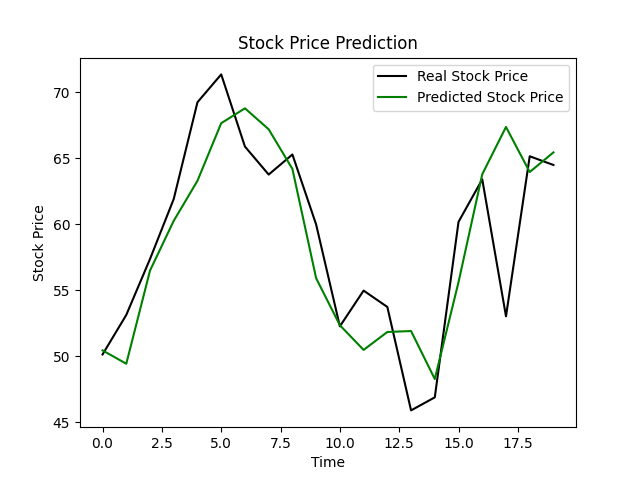 Stock Price Prediction
Real Stock Price
Predicted Stock Price
70
65
60
55
50
45
Stock Price
0.0 2.5 5.0 7.5 10.0 12.5 15.0 17.5
Time